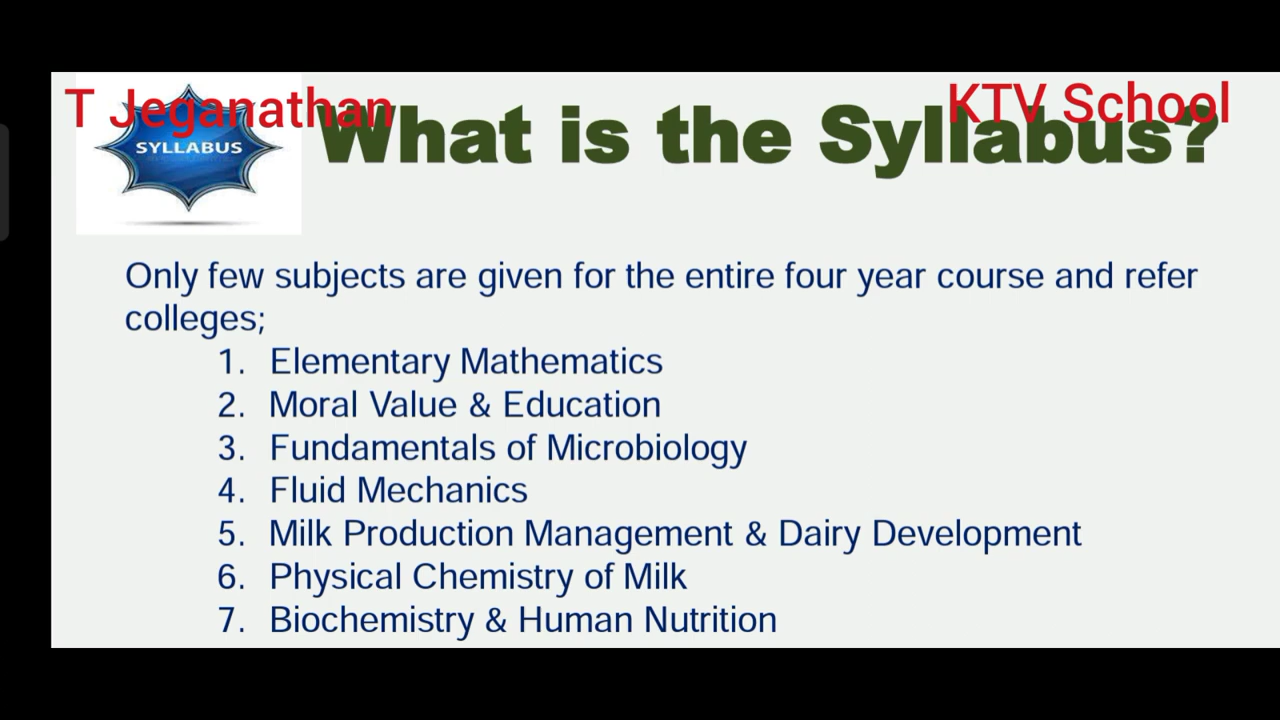 T Jeganathan
KTV School
SYLLABUS
What is the Syllabus?
Only few subjects are given for the entire four year course and refer
colleges;
1. Elementary Mathematics
2. Moral Value & Education
3. Fundamentals of Microbiology
4. Fluid Mechanics
5. Milk Production Management & Dairy Development
6. Physical Chemistry of Milk
7. Biochemistry & Human Nutrition